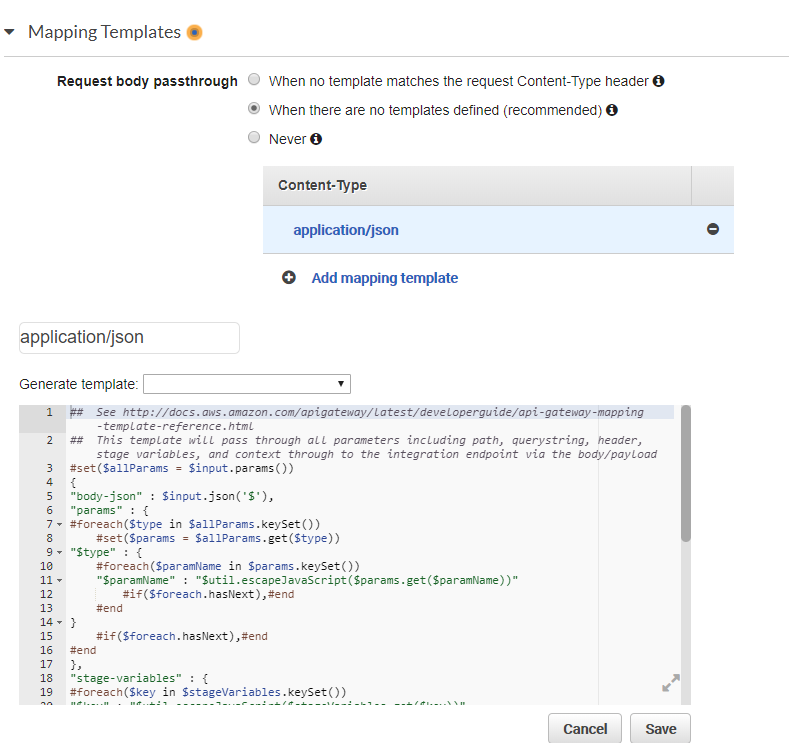 Mapping Templates
Request body passthrough
When no template matches the request Content-Type header
When there are no templates defined (recommended)
Never
Content-Type
application/json
Add mapping template
application/json
Generate template:
1 ##  See http://docs.aws.amazon.com/apigateway/latest/developerguide/api-gateway-mapping
-template-reference.html
2 ##  This template will pass through all parameters including path, querystring, header,
stage variables, and context through to the integration endpoint via the body/payload
3 #set($allParams = $input.params())
4 {
5 "body-json" : $input.json('$'),
6 "params" : {
7 #foreach($type in $allParams.keySet())
8     #set($params = $allParams.get($type))
9 "$type" : {
10     #foreach($paramName in $params.keySet())
11     "$paramName" : "$util.escapeJavaScript($params.get($paramName))"
12         #if($foreach.hasNext),#end
13     #end
14 }
15     #if($foreach.hasNext),#end
16 #end
17 },
18 "stage-variables" : {
19 #foreach($key in $stageVariables.keySet())
20 "$key" : "$util.escapeJavaScript($stageVariables.get($key))"
Cancel
Save